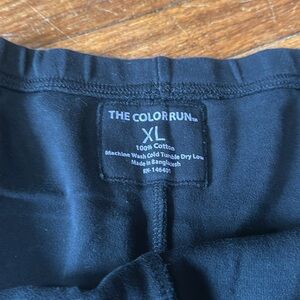 THE COLOR RUN™
XL
100% Cotton
Machine Wash Cold Tumble Dry Low
Made in Bangladesh